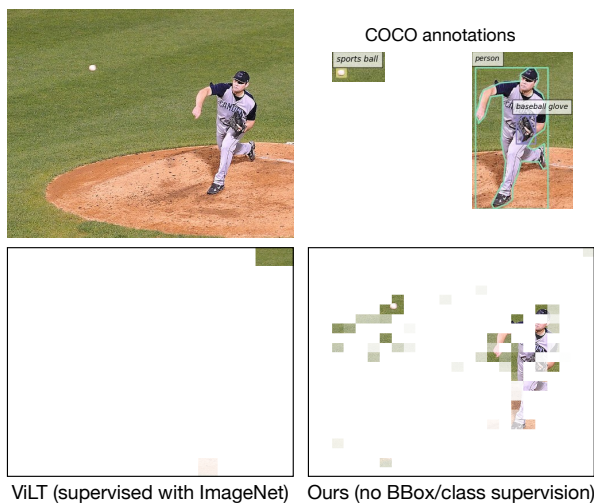 COCO annotations
sports ball
person
baseball glove
ViLT (supervised with ImageNet)
Ours (no BBox/class supervision)